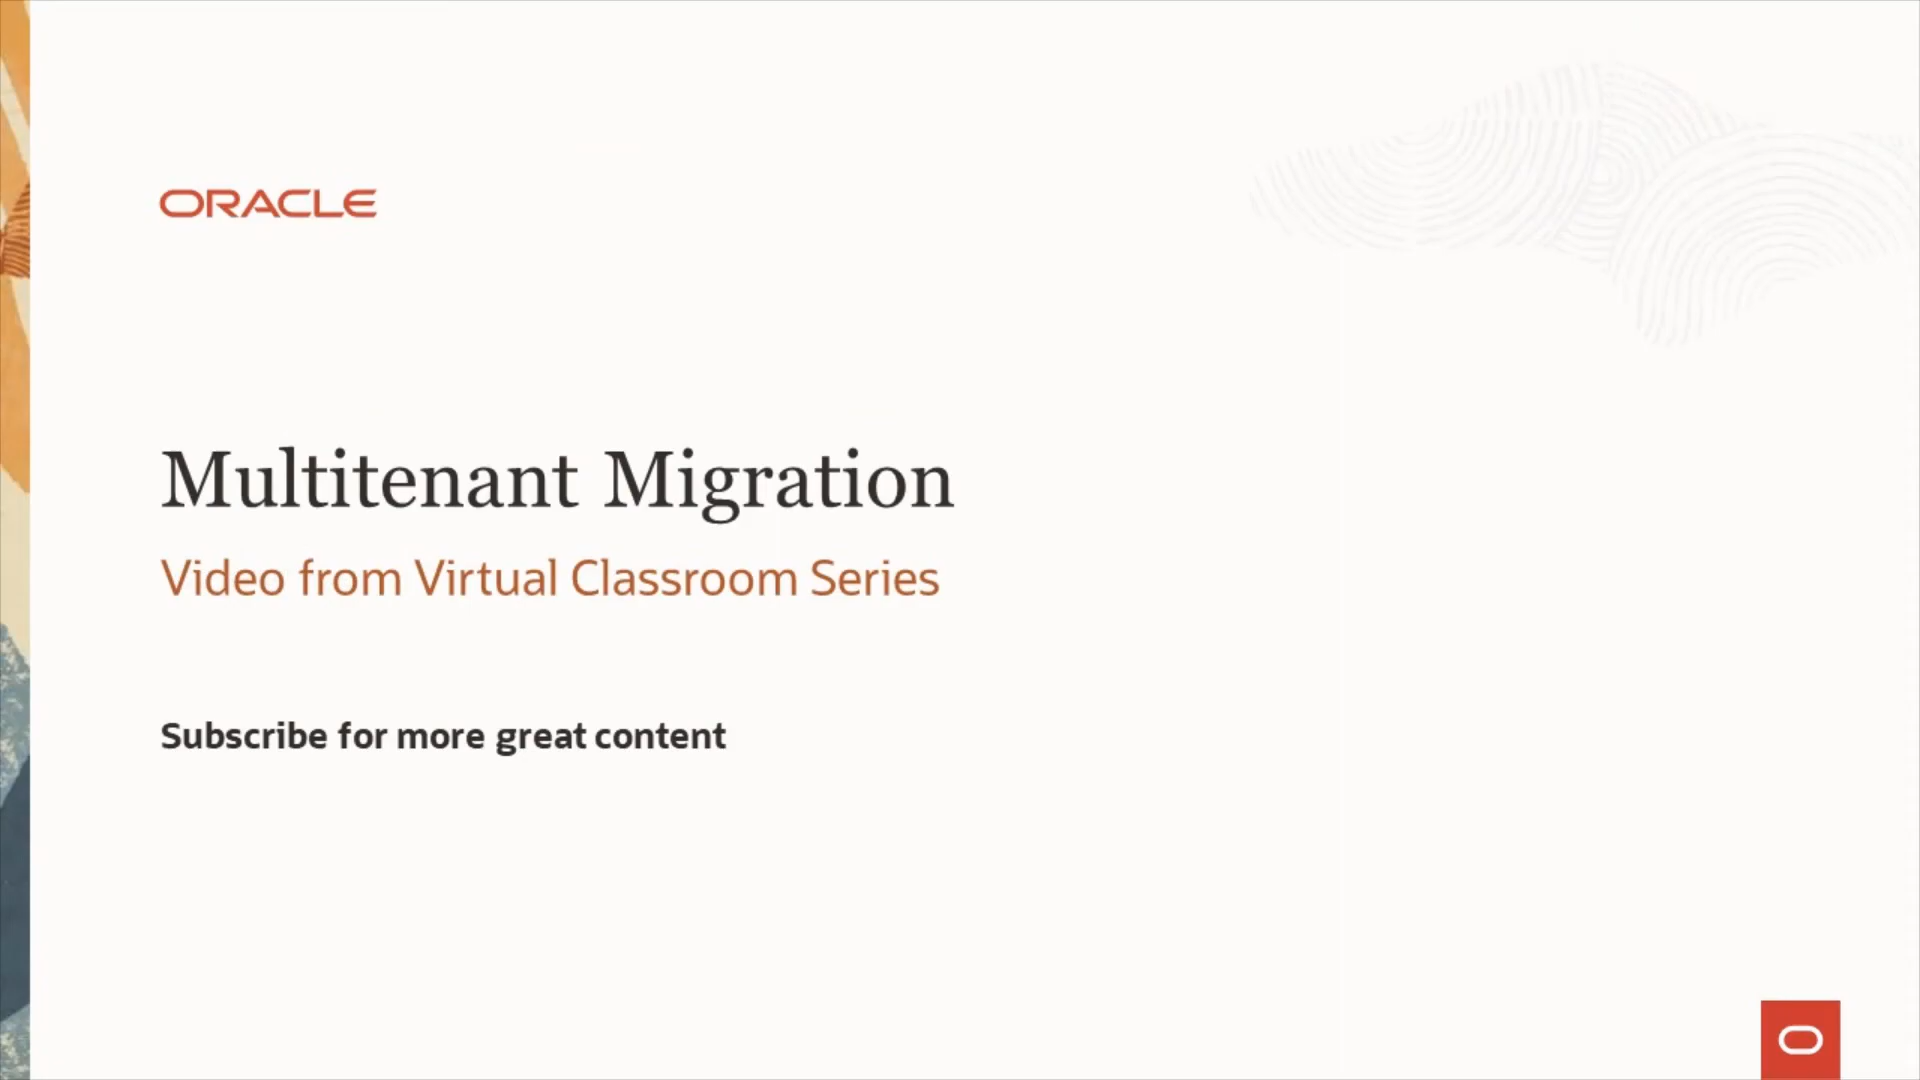 ORACLE
Multitenant Migration
Video from Virtual Classroom Series
Subscribe for more great content